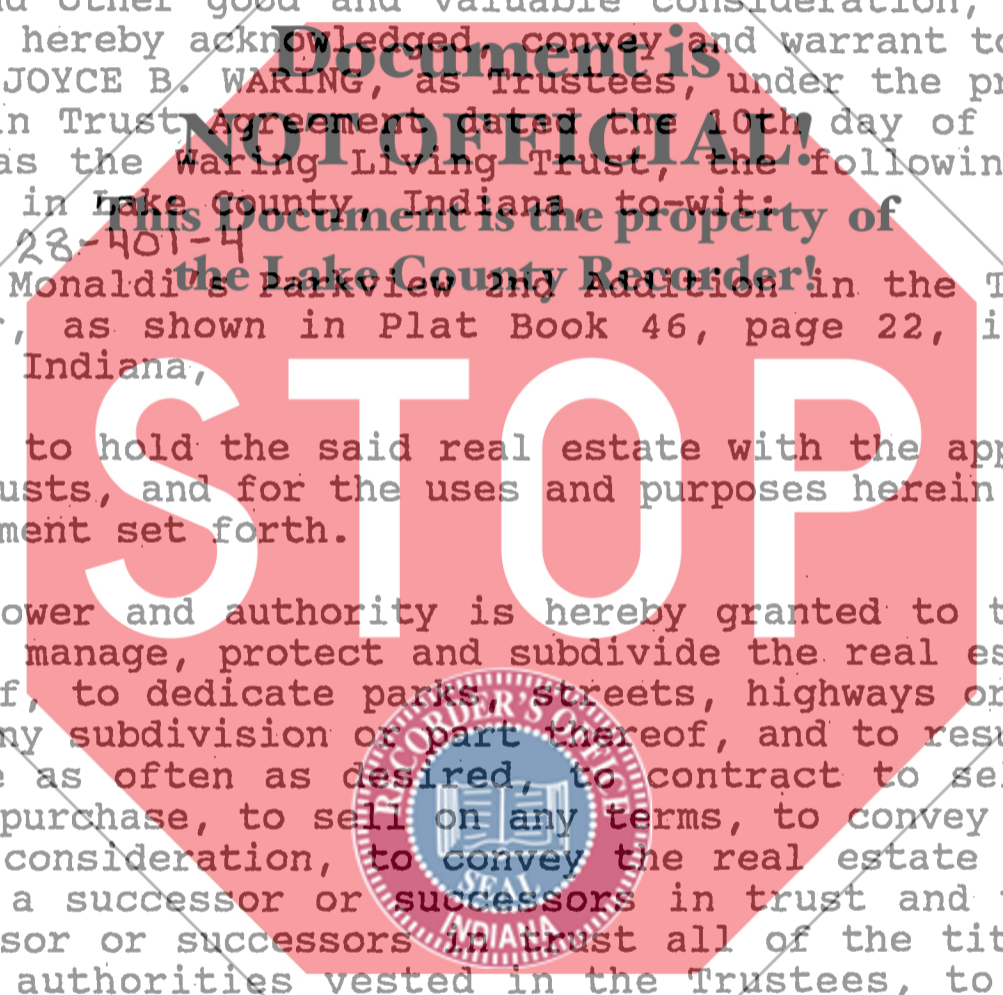 nd other good and valuable consideration,
hereby acknowledged, convey and warrant to
Document is
JOYCE B. WARING, as Trustees, under the pr
n Trust Agreement dated the 10th day of
NOT OFFICIAL!
as the Waring Living Trust, the followin
in Lake County, Indiana, to-wit:
This Document is the property of
28-401-4
the Lake County Recorder!
Monaldi's Parkview 2nd Addition in the T
, as shown in Plat Book 46, page 22, i
Indiana,
STOP
to hold the said real estate with the app
usts, and for the uses and purposes herein
ment set forth.
ower and authority is hereby granted to t
manage, protect and subdivide the real es
f, to dedicate parks, streets, highways or
ny subdivision or part thereof, and to resu
RECORDER'S OFFICE
e as often as desired, to contract to sel
purchase, to sell on any terms, to convey
consideration, to convey the real estate
SEAL
a successor or successors in trust and
INDIANA
sor or successors in trust all of the tit
authorities vested in the Trustees, to